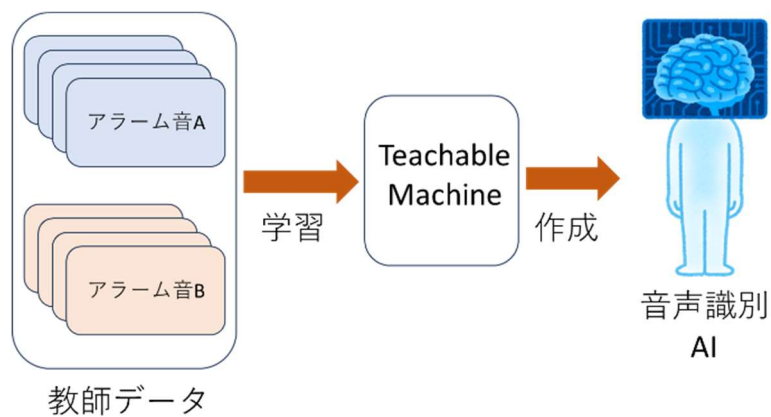 アラーム音A
アラーム音B
教師データ
学習
Teachable
Machine
作成
音声識別
AI